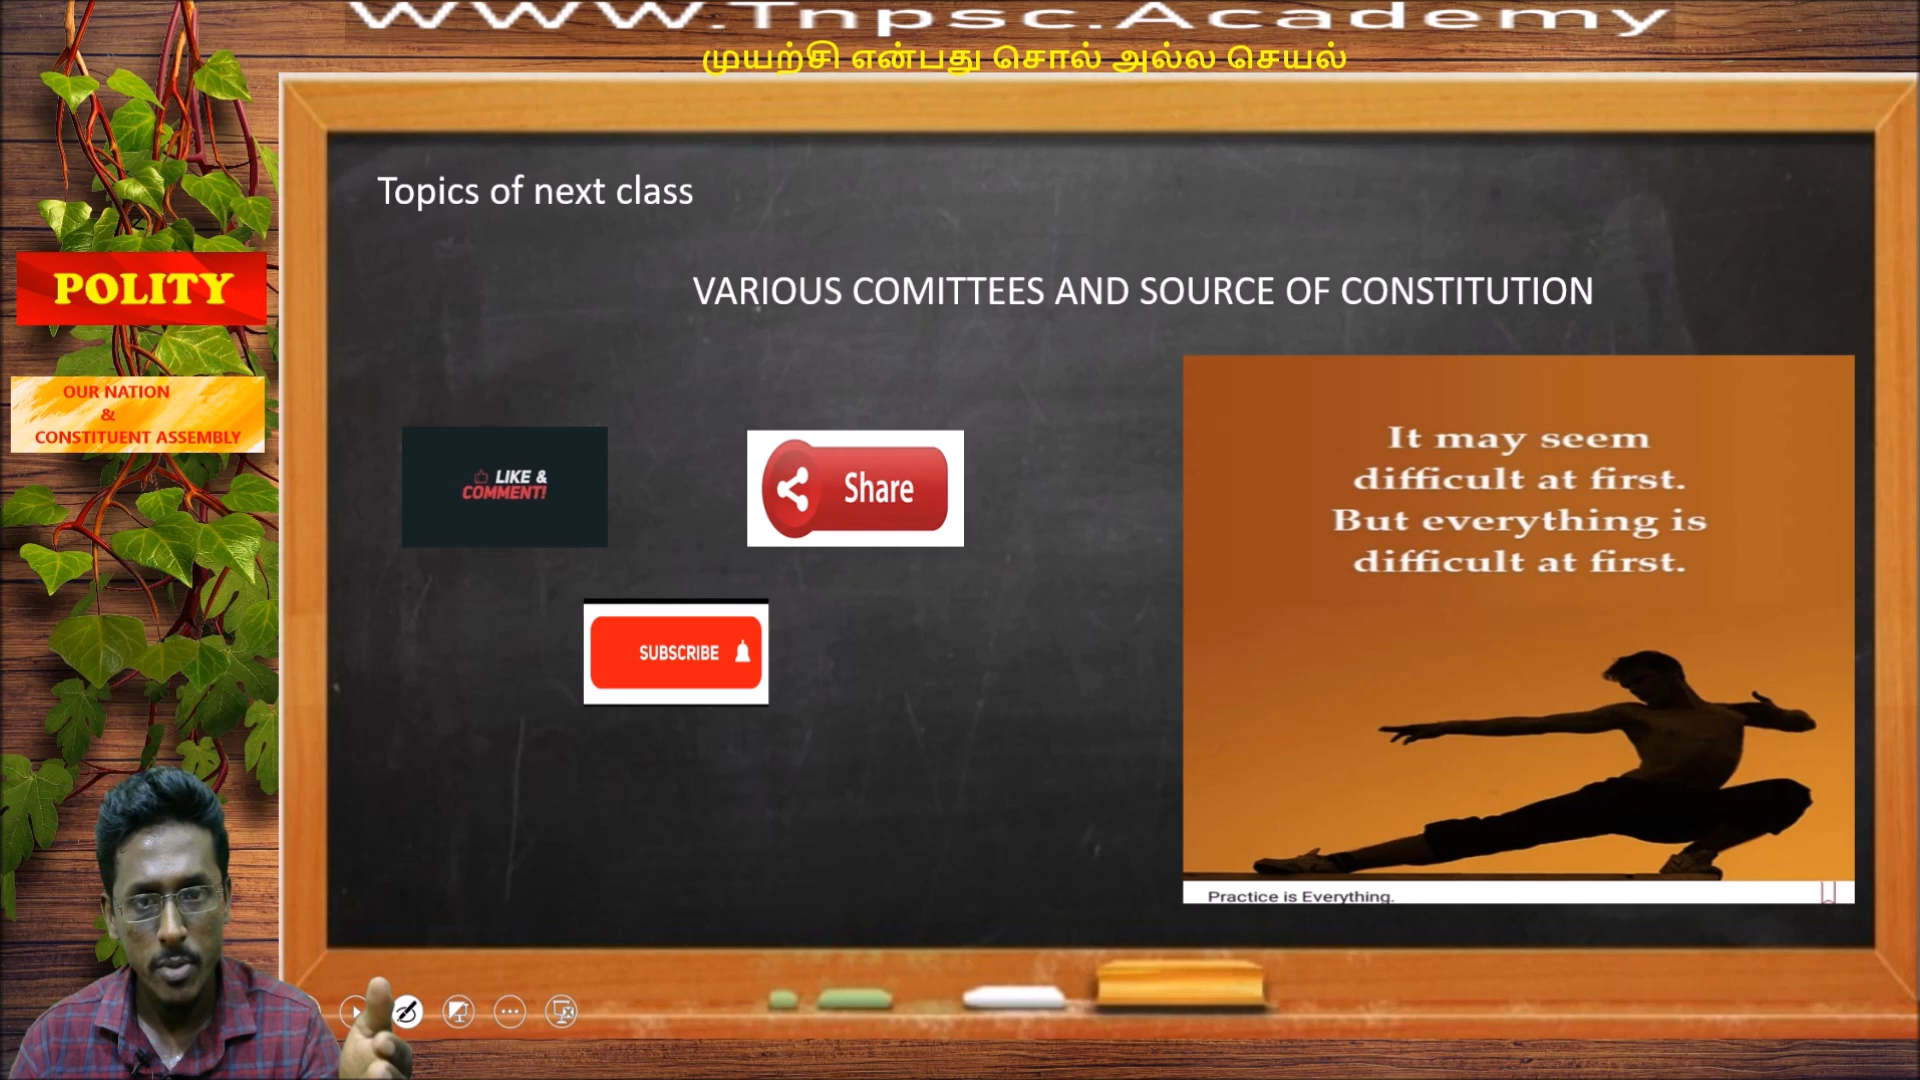 WWW.Tnpsc.Academy
முயற்சி என்பது சொல் அல்ல செயல்
Topics of next class
VARIOUS COMITTEES AND SOURCE OF CONSTITUTION
POLITY
OUR NATION
&
CONSTITUENT ASSEMBLY
LIKE &
COMMENT!
Share
SUBSCRIBE
It may seem
difficult at first.
But everything is
difficult at first.
Practice is Everything.